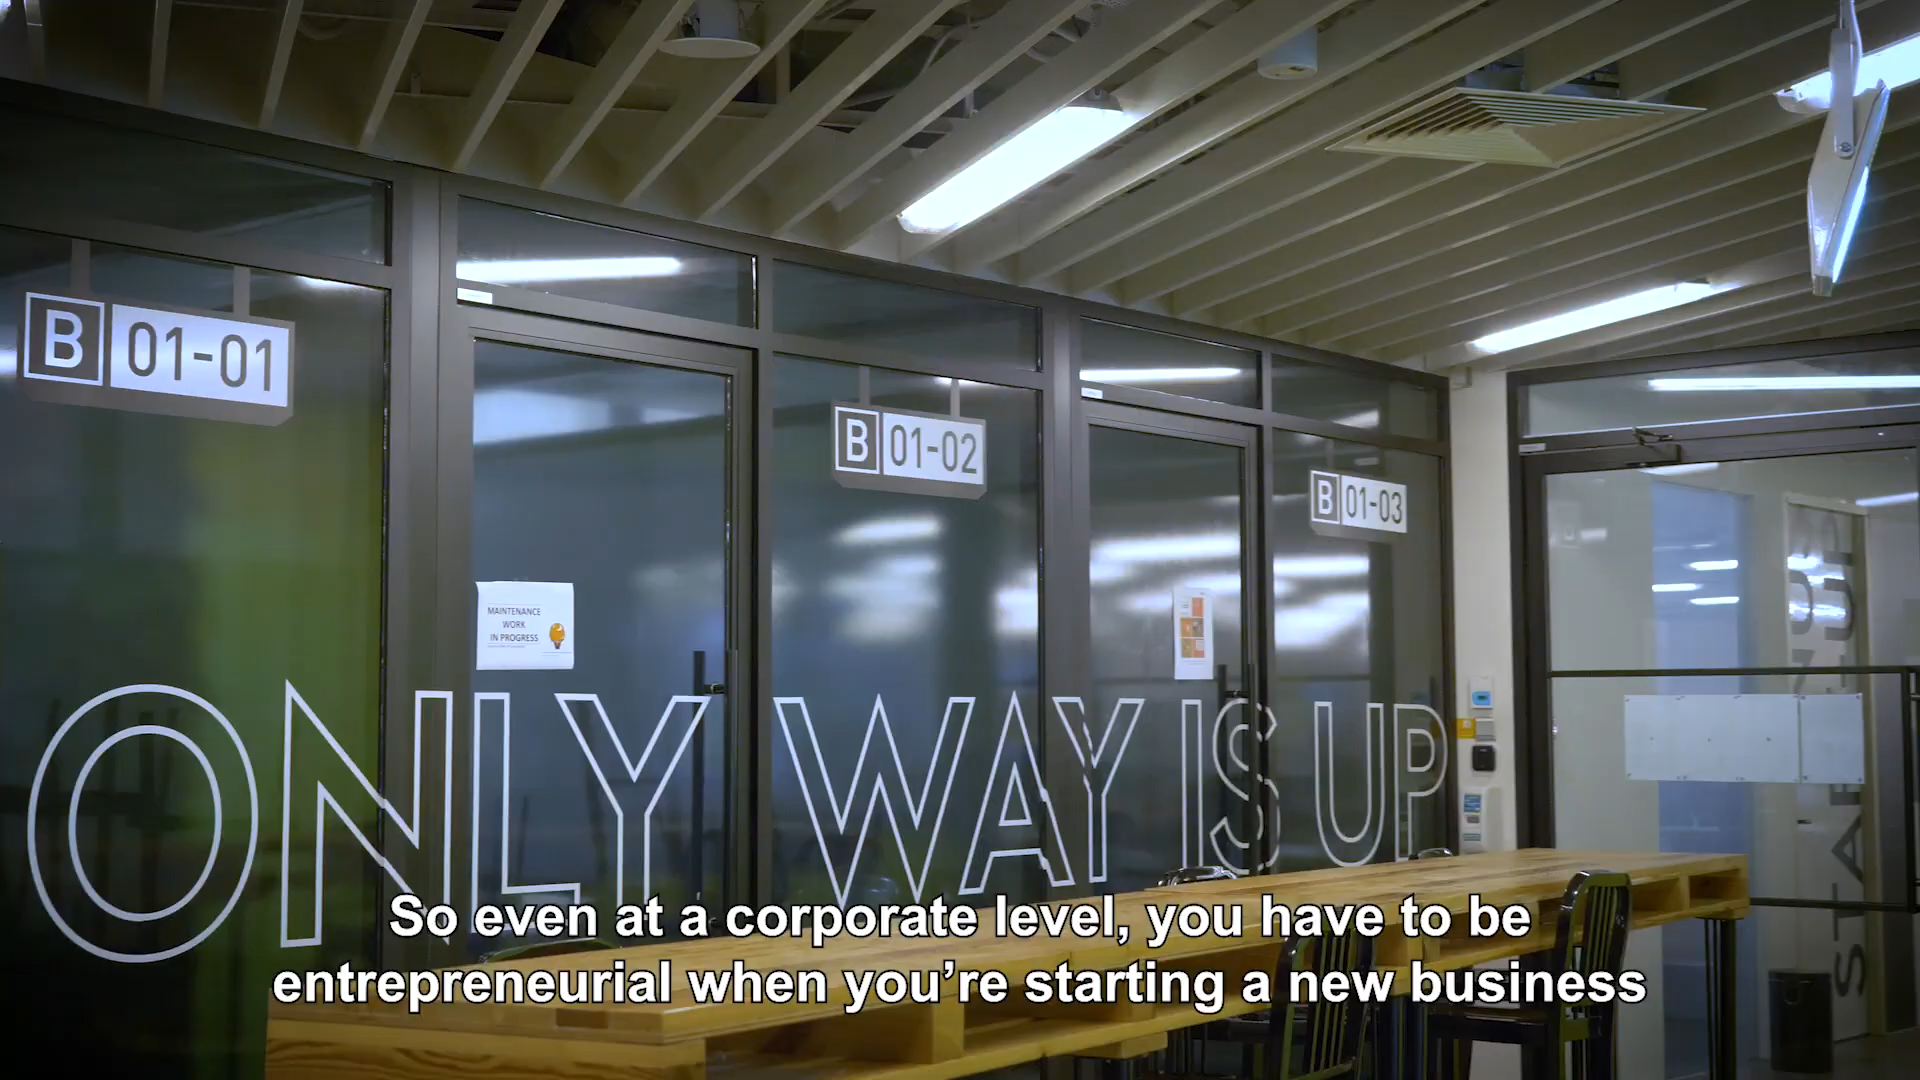 B 01-01
B 01-02
B 01-03
MAINTENANCE
WORK
IN PROGRESS
ONLY WAY IS UP
So even at a corporate level, you have to be
entrepreneurial when you’re starting a new business